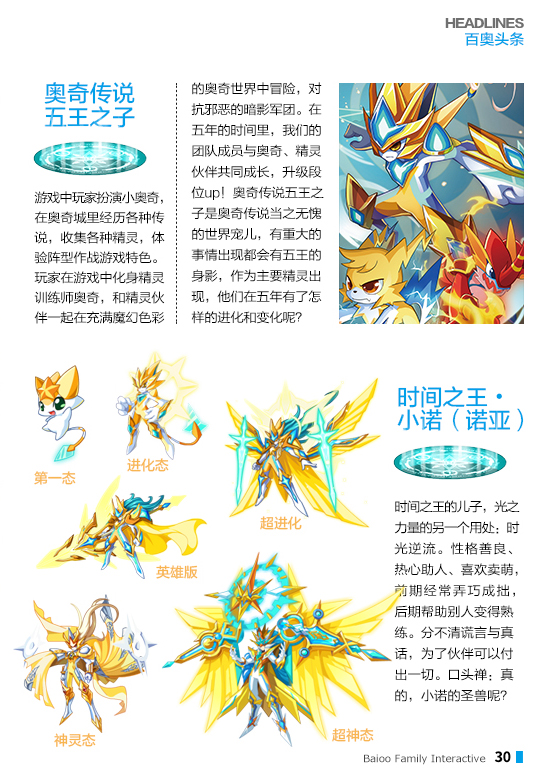 HEADLINES
百奥头条
奥奇传说
五王之子
游戏中玩家扮演小奥奇，
在奥奇城里经历各种传
说，收集各种精灵，体
验阵型作战游戏特色。
玩家在游戏中化身精灵
训练师奥奇，和精灵伙
伴一起在充满魔幻色彩
的奥奇世界中冒险，对
抗邪恶的暗影军团。在
五年的时间里，我们的
团队成员与奥奇、精灵
伙伴共同成长，升级段
位up！奥奇传说五王之
子是奥奇传说当之无愧
的世界宠儿，有重大的
事情出现都会有五王的
身影，作为主要精灵出
现，他们在五年有了怎
样的进化和变化呢？
时间之王·
小诺（诺亚）
时间之王的儿子，光之
力量的另一个用处；时
光逆流。性格善良、
热心助人、喜欢卖萌，
前期经常弄巧成拙，
后期帮助别人变得熟
练。分不清谎言与真
话，为了伙伴可以付
出一切。口头禅；真
的，小诺的圣兽呢？
第一态
进化态
超进化
英雄版
神灵态
超神态
Baioo Family Interactive 30